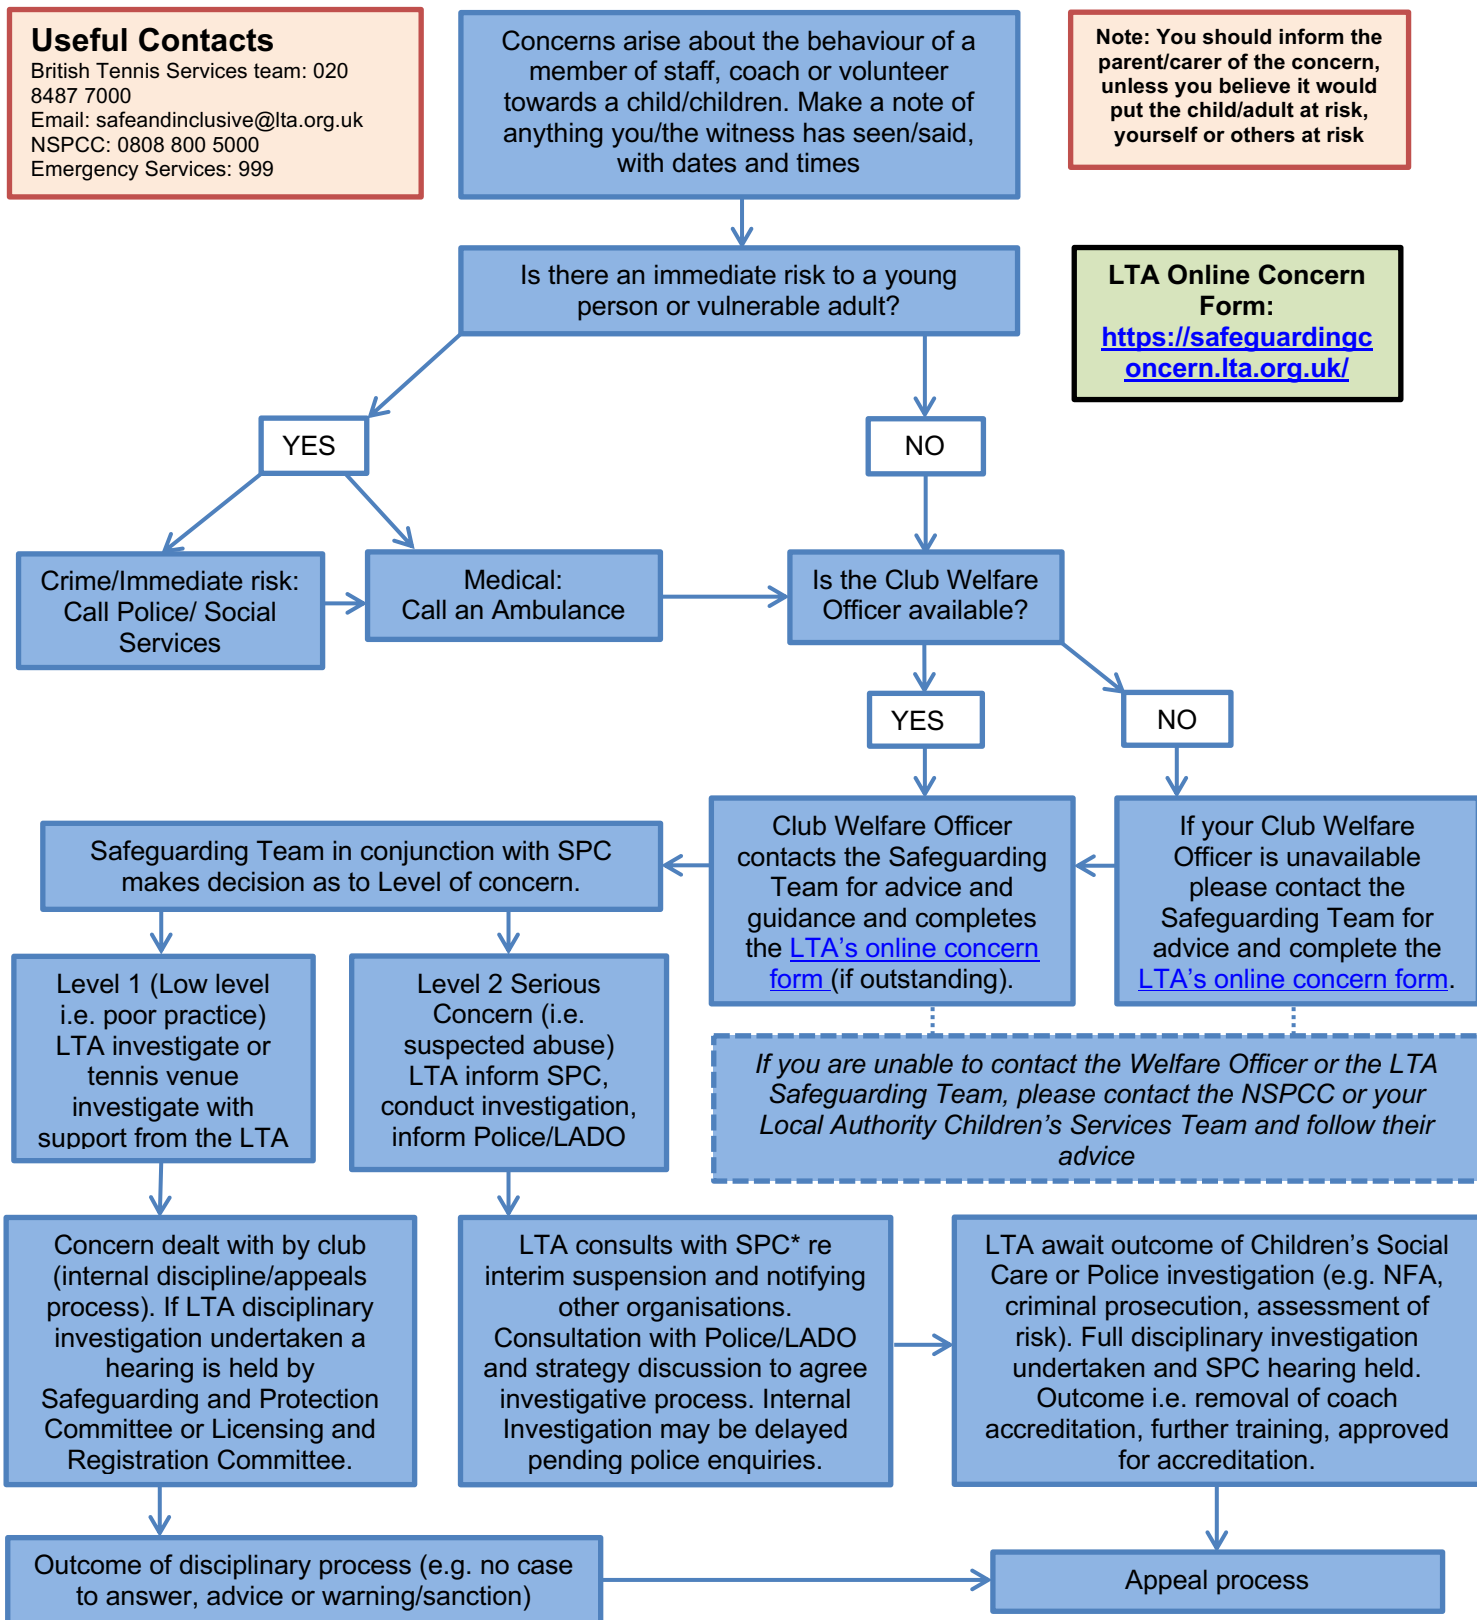 Useful Contacts
British Tennis Services team: 020
8487 7000
Email: safeandinclusive@lta.org.uk
NSPCC: 0808 800 5000
Emergency Services: 999
Concerns arise about the behaviour of a
member of staff, coach or volunteer
towards a child/children. Make a note of
anything you/the witness has seen/said,
with dates and times
Note: You should inform the
parent/carer of the concern,
unless you believe it would
put the child/adult at risk,
yourself or others at risk
Is there an immediate risk to a young
person or vulnerable adult?
LTA Online Concern
Form:
https://safeguardingc
oncern.lta.org.uk/
YES
NO
Crime/Immediate risk:
Call Police/ Social
Services
Medical:
Call an Ambulance
Is the Club Welfare
Officer available?
YES
NO
Safeguarding Team in conjunction with SPC
makes decision as to Level of concern.
Club Welfare Officer
contacts the Safeguarding
Team for advice and
guidance and completes
the LTA's online concern
form (if outstanding).
If your Club Welfare
Officer is unavailable
please contact the
Safeguarding Team for
advice and complete the
LTA's online concern form.
Level 1 (Low level
i.e. poor practice)
LTA investigate or
tennis venue
investigate with
support from the LTA
Level 2 Serious
Concern (i.e.
suspected abuse)
LTA inform SPC,
conduct investigation,
inform Police/LADO
If you are unable to contact the Welfare Officer or the LTA
Safeguarding Team, please contact the NSPCC or your
Local Authority Children's Services Team and follow their
advice
Concern dealt with by club
(internal discipline/appeals
process). If LTA disciplinary
investigation undertaken a
hearing is held by
Safeguarding and Protection
Committee or Licensing and
Registration Committee.
LTA consults with SPC* re
interim suspension and notifying
other organisations.
Consultation with Police/LADO
and strategy discussion to agree
investigative process. Internal
Investigation may be delayed
pending police enquiries.
LTA await outcome of Children's Social
Care or Police investigation (e.g. NFA,
criminal prosecution, assessment of
risk). Full disciplinary investigation
undertaken and SPC hearing held.
Outcome i.e. removal of coach
accreditation, further training, approved
for accreditation.
Outcome of disciplinary process (e.g. no case
to answer, advice or warning/sanction)
Appeal process